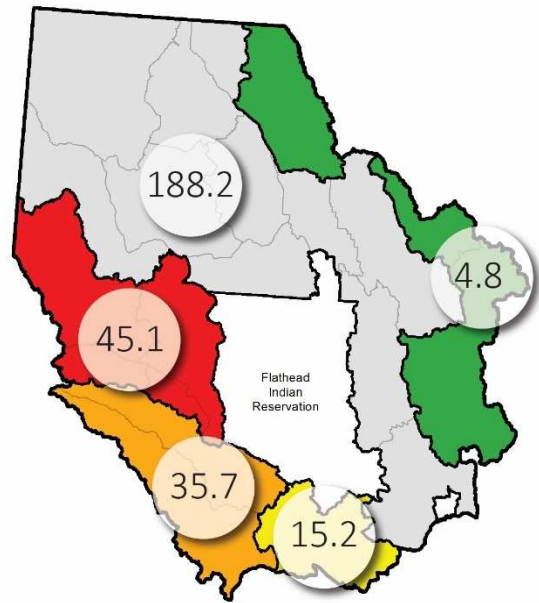 188.2
4.8
45.1
Flathead
Indian
Reservation
35.7
15.2